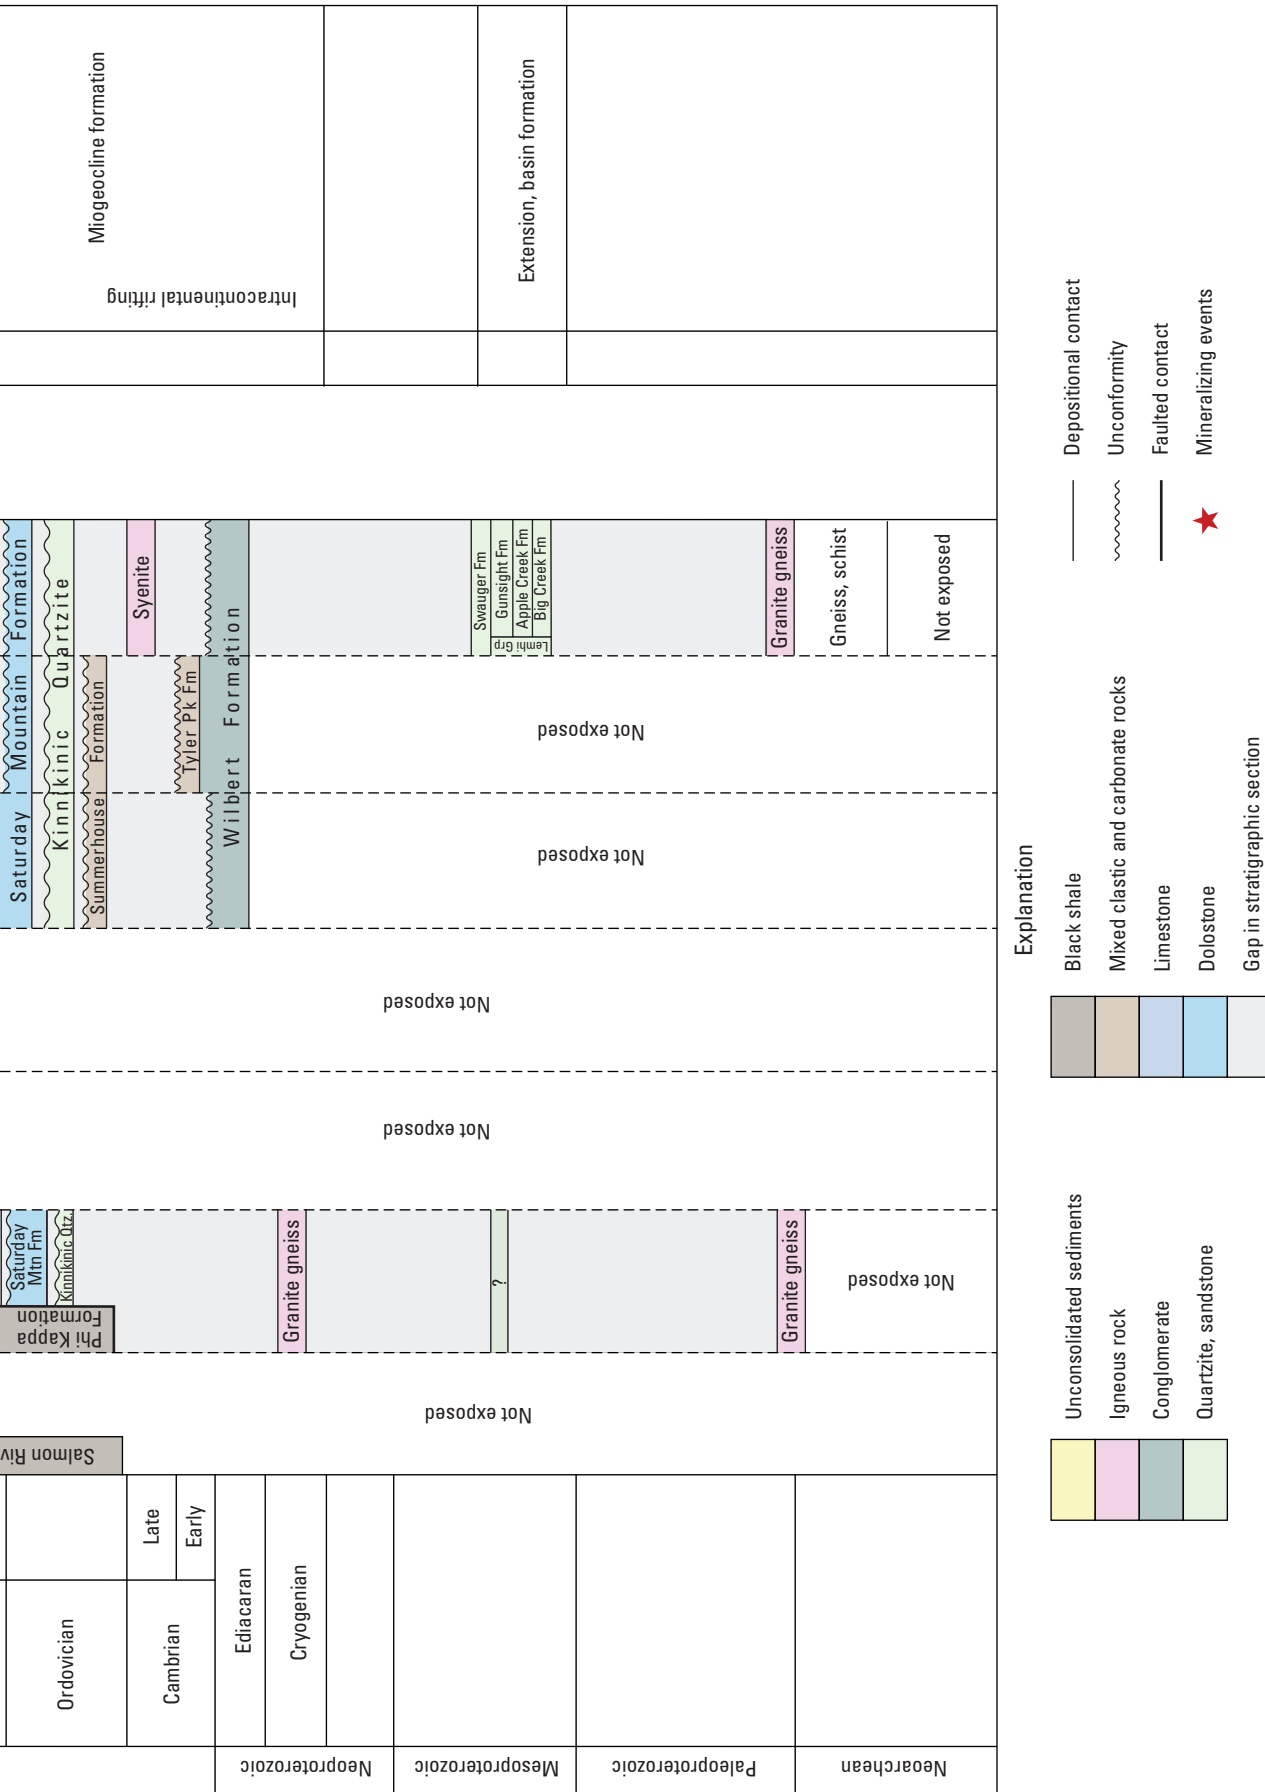 Ordovician
Cambrian
Late
Early
Ediacaran
Cryogenian
Neoproterozoic
Mesoproterozoic
Paleoproterozoic
Neoarchean
Salmon Riv
Not exposed
Phi Kappa
Formation
Saturday
Mtn Fm
Kinnikinic Qtz.
Granite gneiss
?
Granite gneiss
Not exposed
Not exposed
Not exposed
Saturday Mountain Formation
Kinnikinic Quartzite
Summerhouse Formation
Tyler Pk Fm
Wilbert Formation
Not exposed
Not exposed
Syenite
Swauger Fm
Gunsight Fm
Apple Creek Fm
Big Creek Fm
Lemhi Grp
Granite gneiss
Gneiss, schist
Not exposed
Miogeocline formation
Intracontinental rifting
Extension, basin formation
Explanation
Unconsolidated sediments
Igneous rock
Conglomerate
Quartzite, sandstone
Black shale
Mixed clastic and carbonate rocks
Limestone
Dolostone
Gap in stratigraphic section
Depositional contact
Unconformity
Faulted contact
Mineralizing events